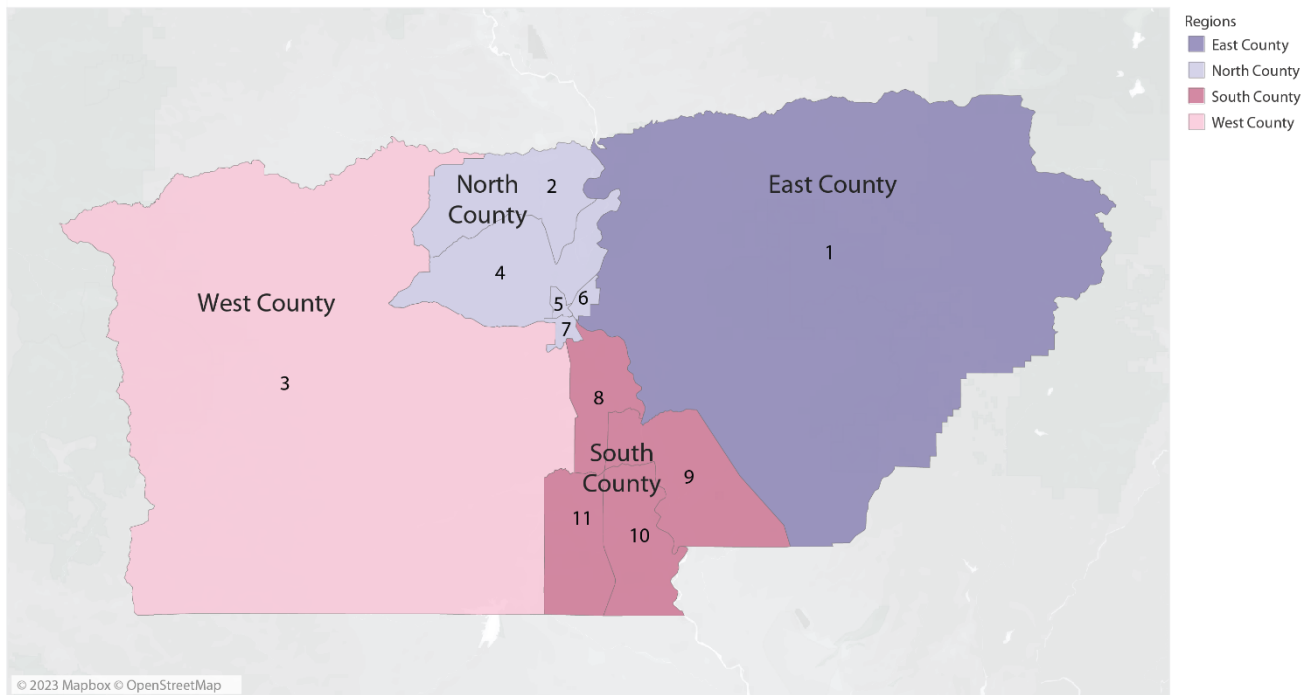 Regions
East County
North County
South County
West County
North
County
2
East County
1
4
West County
5
6
7
3
8
South
County
9
11
10
© 2023 Mapbox © OpenStreetMap